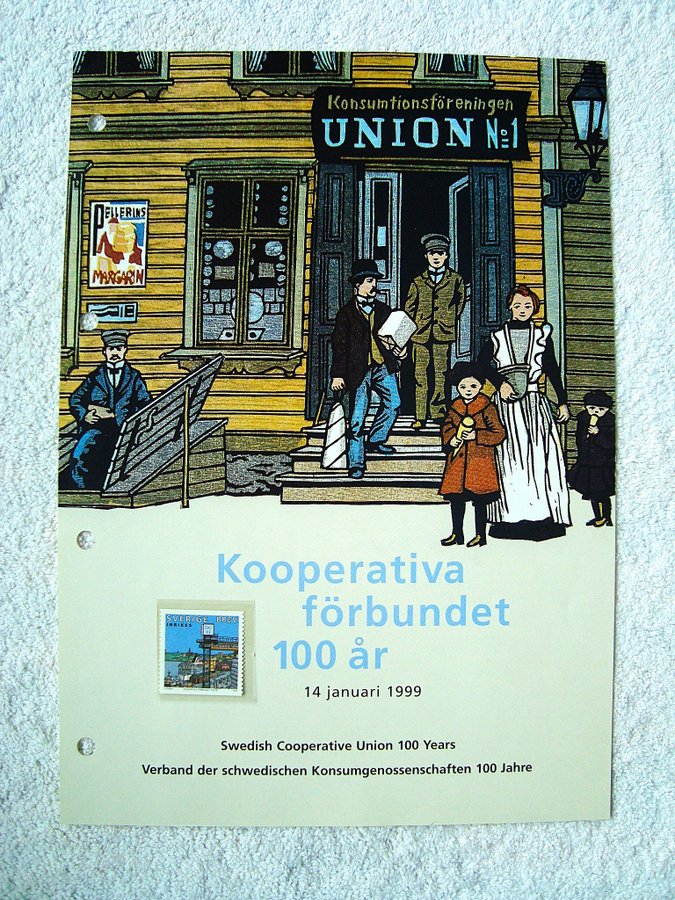 Konsumtionsföreningen
UNION No1
PELLERINS
MARGARIN
Kooperativa
förbundet
100 år
SVERIGE BREV
INRIKES
14 januari 1999
Swedish Cooperative Union 100 Years
Verband der schwedischen Konsumgenossenschaften 100 Jahre